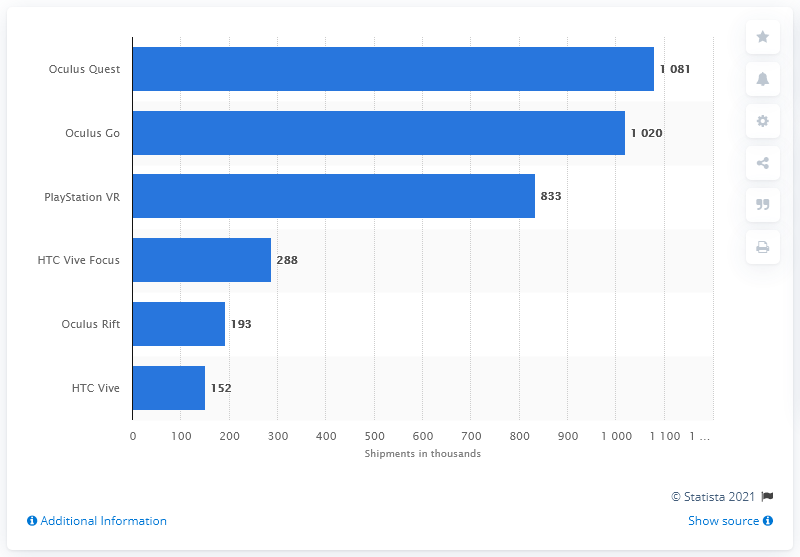 Oculus Quest 1 081
Oculus Go 1 020
PlayStation VR 833
HTC Vive Focus 288
Oculus Rift 193
HTC Vive 152
0 100 200 300 400 500 600 700 800 900 1 000 1 100 1 ...
Shipments in thousands
© Statista 2021
Additional Information
Show source